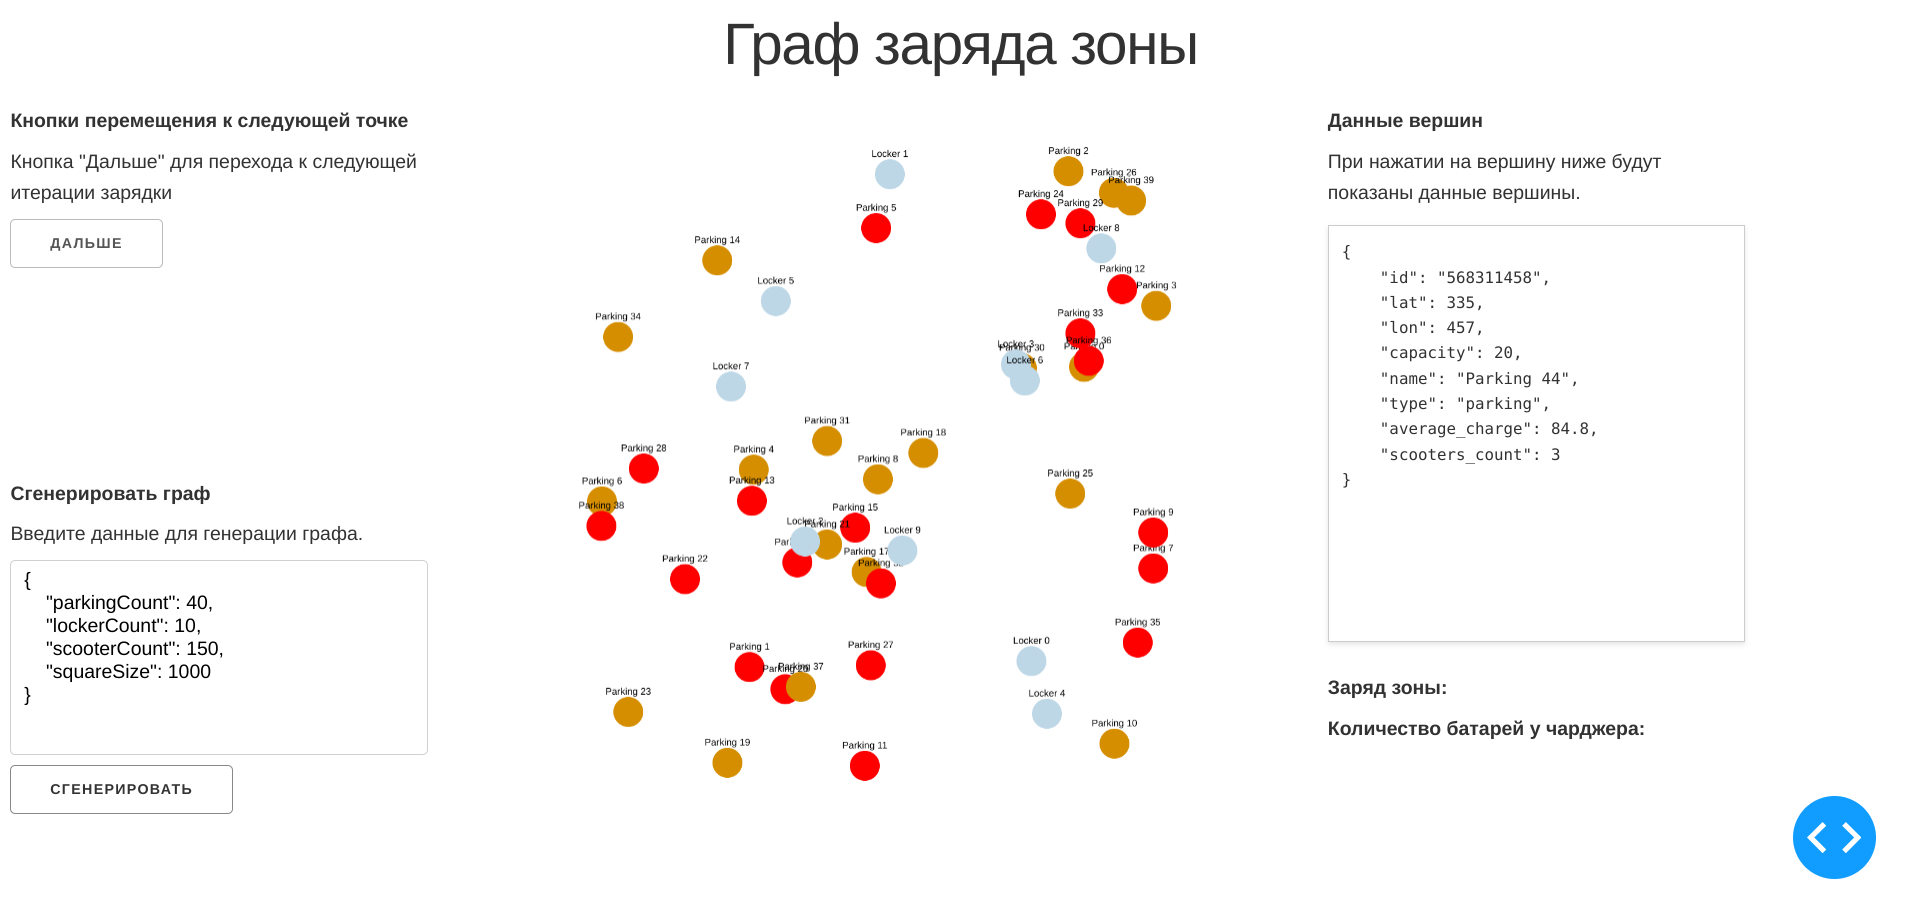 Граф заряда зоны
Кнопки перемещения к следующей точке
Кнопка "Дальше" для перехода к следующей
итерации зарядки
ДАЛЬШЕ
Сгенерировать граф
Введите данные для генерации графа.
{
"parkingCount": 40,
"lockerCount": 10,
"scooterCount": 150,
"squareSize": 1000
}
СГЕНЕРИРОВАТЬ
Locker 1
Parking 2
Parking 26
Parking 39
Parking 24
Parking 29
Parking 5
Locker 8
Parking 14
Parking 12
Locker 5
Parking 3
Parking 33
Parking 34
Parking 36
Locker 3
Parking 30
Locker 6
Locker 7
Parking 31
Parking 18
Parking 28
Parking 4
Parking 8
Parking 25
Parking 13
Parking 6
Parking 38
Parking 15
Parking 9
Locker 2
Parking 21
Locker 9
Parking 17
Parking 7
Parking 22
Parking 35
Parking 1
Parking 27
Locker 0
Parking 37
Parking 23
Locker 4
Parking 10
Parking 19
Parking 11
Данные вершин
При нажатии на вершину ниже будут
показаны данные вершины.
{
"id": "568311458",
"lat": 335,
"lon": 457,
"capacity": 20,
"name": "Parking 44",
"type": "parking",
"average_charge": 84.8,
"scooters_count": 3
}
Заряд зоны:
Количество батарей у чарджера: